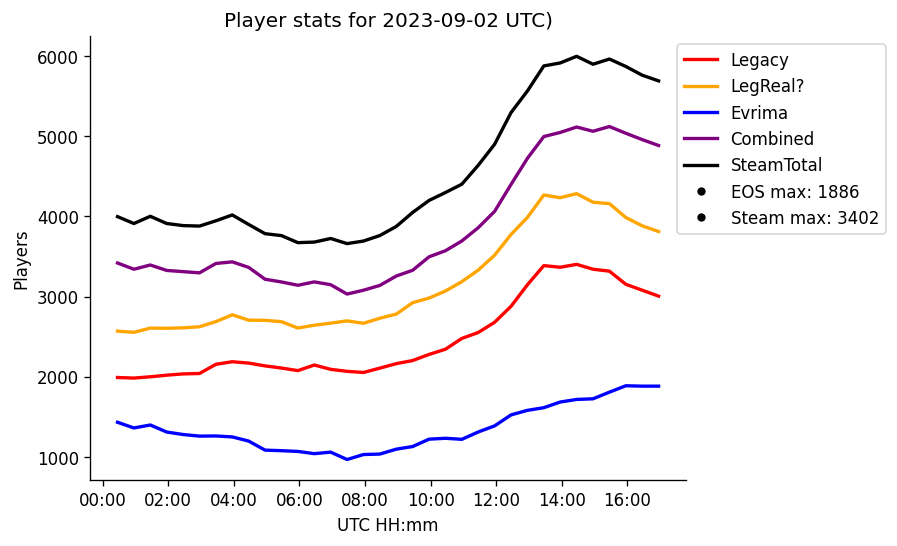 Player stats for 2023-09-02 UTC)
Players
6000
5000
4000
3000
2000
1000
00:00 02:00 04:00 06:00 08:00 10:00 12:00 14:00 16:00
UTC HH:mm
Legacy
LegReal?
Evrima
Combined
SteamTotal
EOS max: 1886
Steam max: 3402